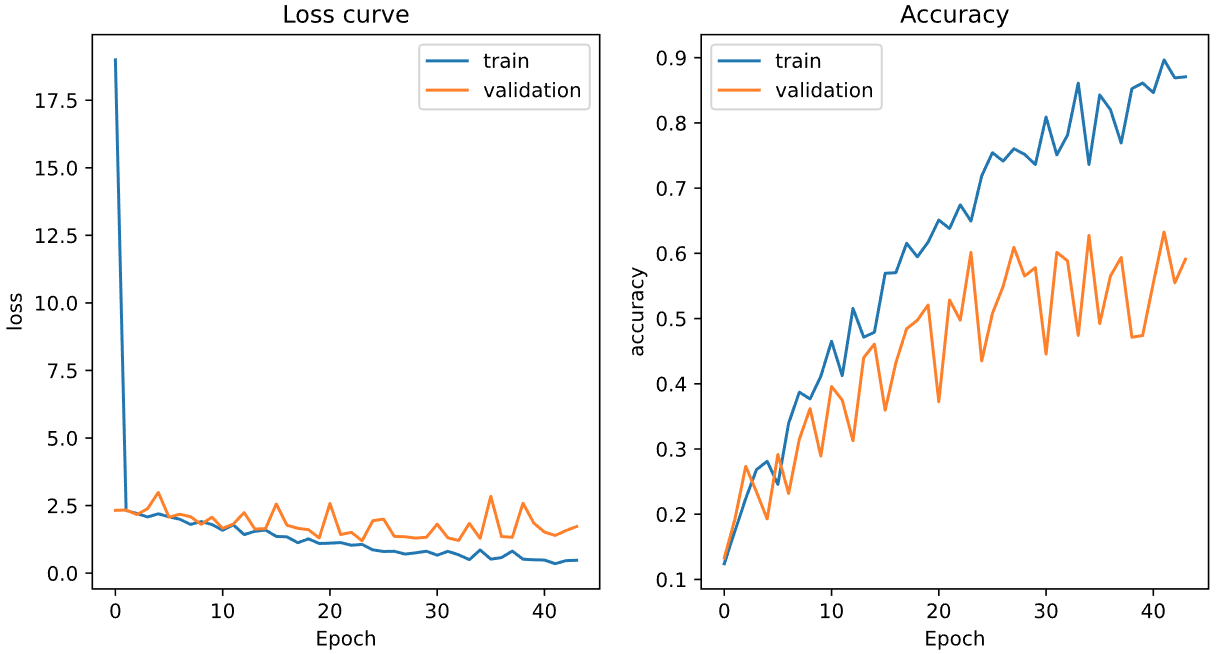 Loss curve
train
validation
17.5
15.0
12.5
10.0
7.5
5.0
2.5
0.0
loss
0 10 20 30 40
Epoch
Accuracy
train
validation
0.9
0.8
0.7
0.6
0.5
0.4
0.3
0.2
0.1
accuracy
0 10 20 30 40
Epoch